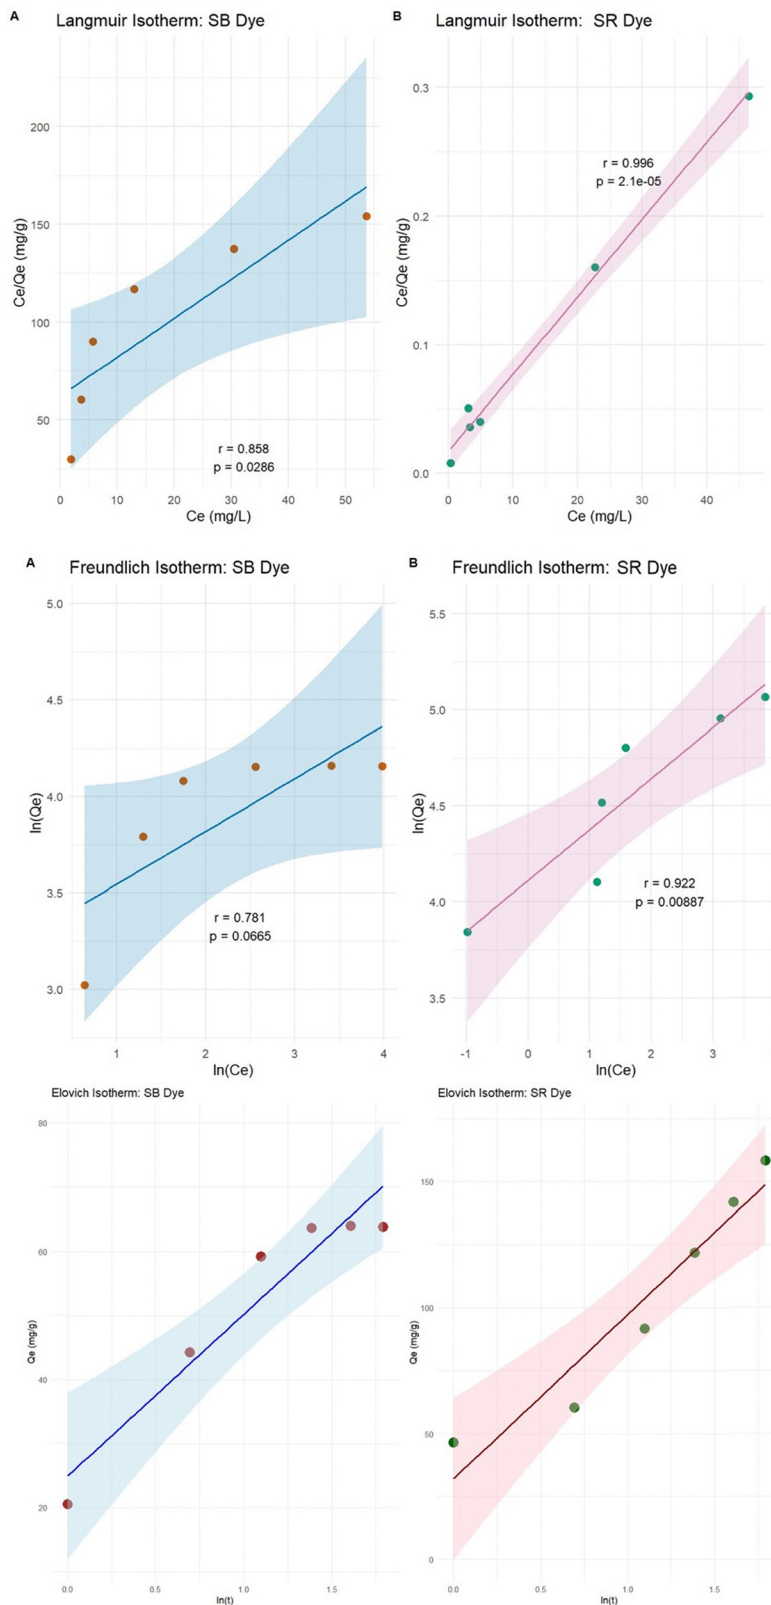 A
Langmuir Isotherm: SB Dye
Ce/Qe (mg/g)
200
150
100
50
r = 0.858
p = 0.0286
0 10 20 30 40 50
Ce (mg/L)
B
Langmuir Isotherm: SR Dye
Ce/Qe (mg/g)
0.3
0.2
0.1
0.0
r = 0.996
p = 2.1e-05
0 10 20 30 40
Ce (mg/L)
A
Freundlich Isotherm: SB Dye
ln(Qe)
5.0
4.5
4.0
3.5
3.0
r = 0.781
p = 0.0665
1 2 3 4
ln(Ce)
B
Freundlich Isotherm: SR Dye
ln(Qe)
5.5
5.0
4.5
4.0
3.5
r = 0.922
p = 0.00887
-1 0 1 2 3
ln(Ce)
Elovich Isotherm: SB Dye
Qe (mg/g)
80
60
40
20
0.0 0.5 1.0 1.5
ln(t)
Elovich Isotherm: SR Dye
Qe (mg/g)
150
100
50
0
0.0 0.5 1.0 1.5
ln(t)